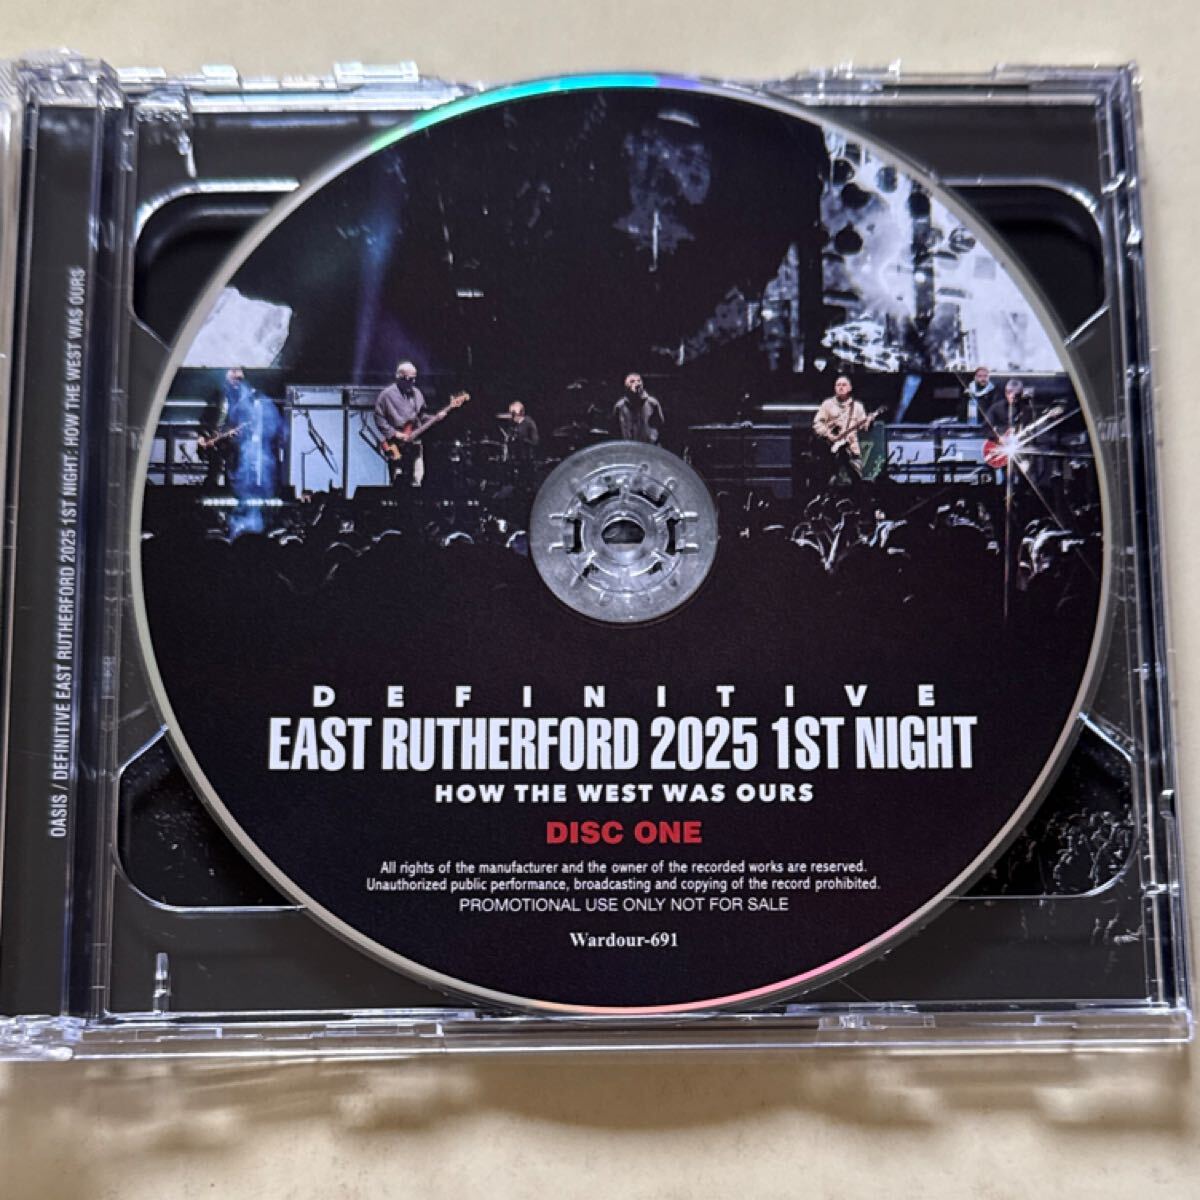 OASIS / DEFINITIVE EAST RUTHERFORD 2025 1ST NIGHT: HOW THE WEST WAS OURS
DEFINITIVE
EAST RUTHERFORD 2025 1ST NIGHT
HOW THE WEST WAS OURS
DISC ONE
All rights of the manufacturer and the owner of the recorded works are reserved.
Unauthorized public performance, broadcasting and copying of the record prohibited.
PROMOTIONAL USE ONLY NOT FOR SALE
Wardour-691